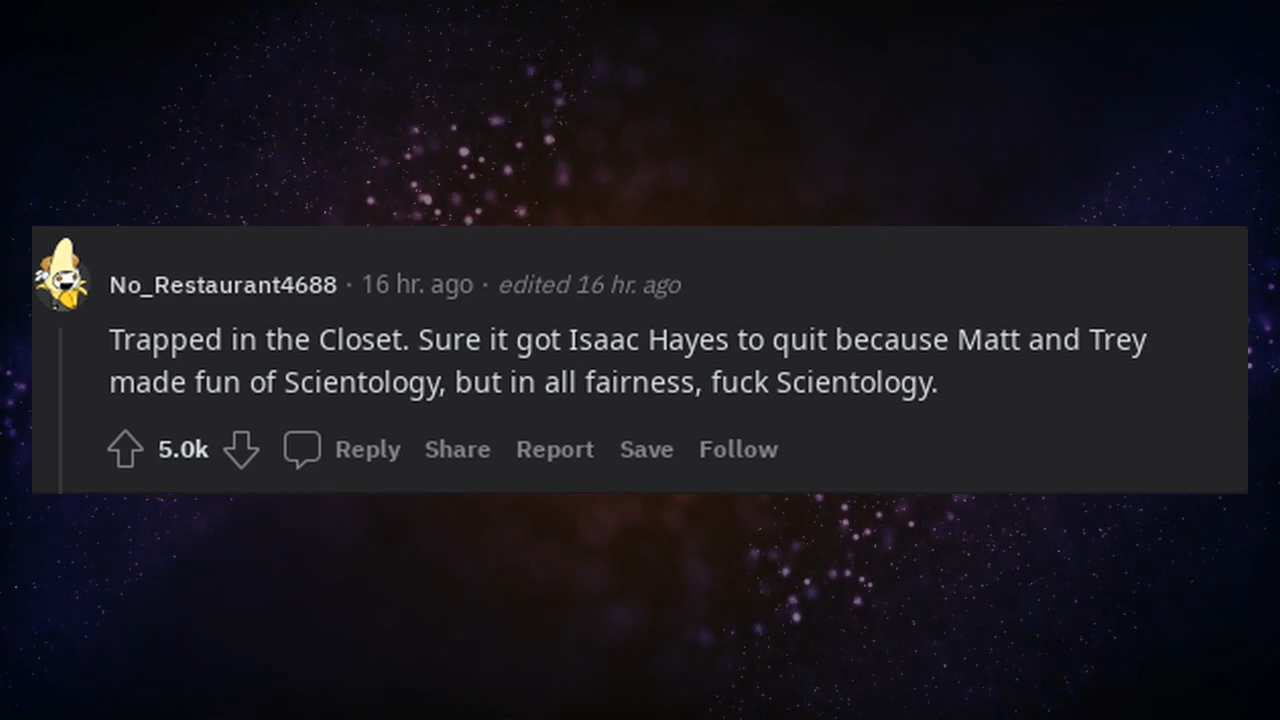 No_Restaurant4688 · 16 hr. ago · edited 16 hr. ago
Trapped in the Closet. Sure it got Isaac Hayes to quit because Matt and Trey
made fun of Scientology, but in all fairness, fuck Scientology.
5.0k Reply Share Report Save Follow